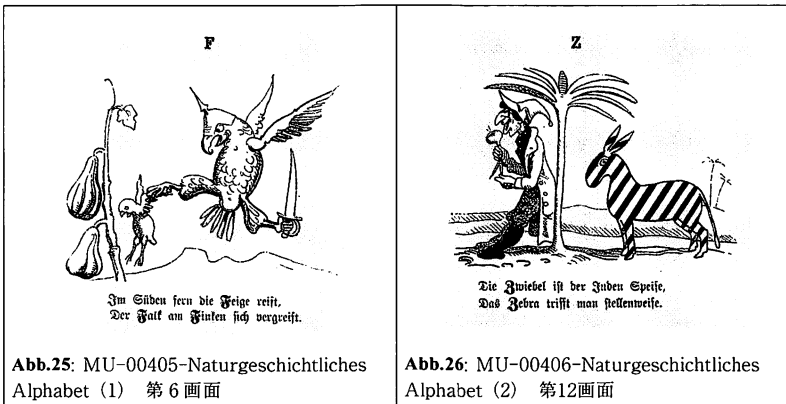 F
Im Süden fern die Feige reift,
Der Falk am Finken sich vergreift.
Abb.25: MU-00405-Naturgeschichtliches
Alphabet (1) 第6画面
Z
Die Zwiebel ist der Juden Speise,
Das Zebra trifft man stellenweise.
Abb.26: MU-00406-Naturgeschichtliches
Alphabet (2) 第12画面